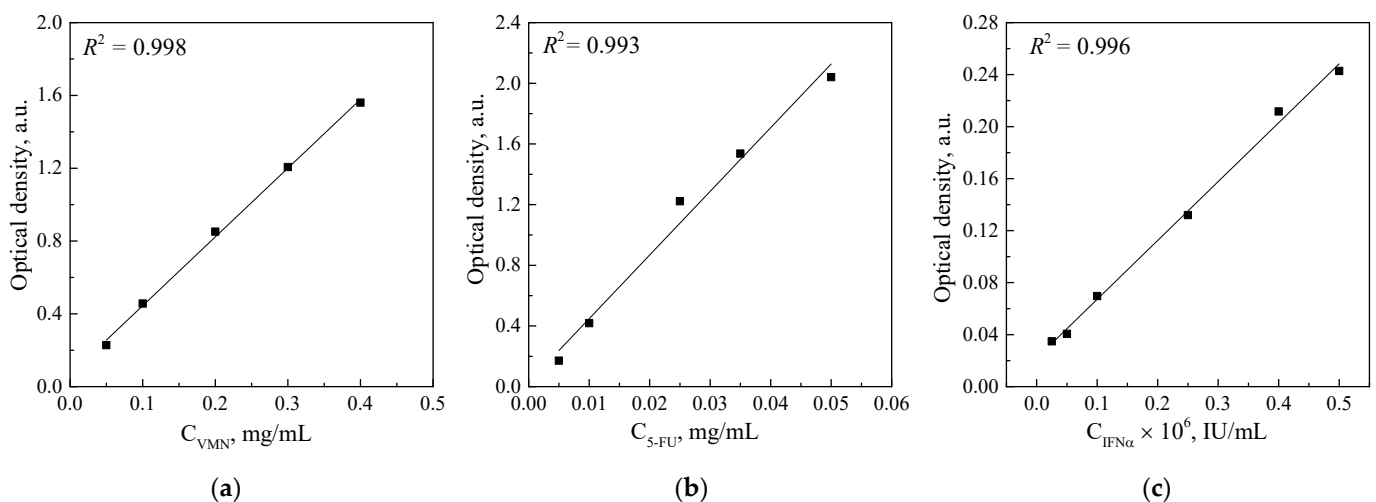 R² = 0.998
2.0
1.6
1.2
0.8
0.4
0.0
Optical density, a.u.
0.0 0.1 0.2 0.3 0.4 0.5
C_VMN, mg/mL
(a)
R² = 0.993
2.4
2.0
1.6
1.2
0.8
0.4
0.0
Optical density, a.u.
0.00 0.01 0.02 0.03 0.04 0.05 0.06
C_5-FU, mg/mL
(b)
R² = 0.996
0.28
0.24
0.20
0.16
0.12
0.08
0.04
0.00
Optical density, a.u.
0.0 0.1 0.2 0.3 0.4 0.5
C_IFNα × 10⁶, IU/mL
(c)